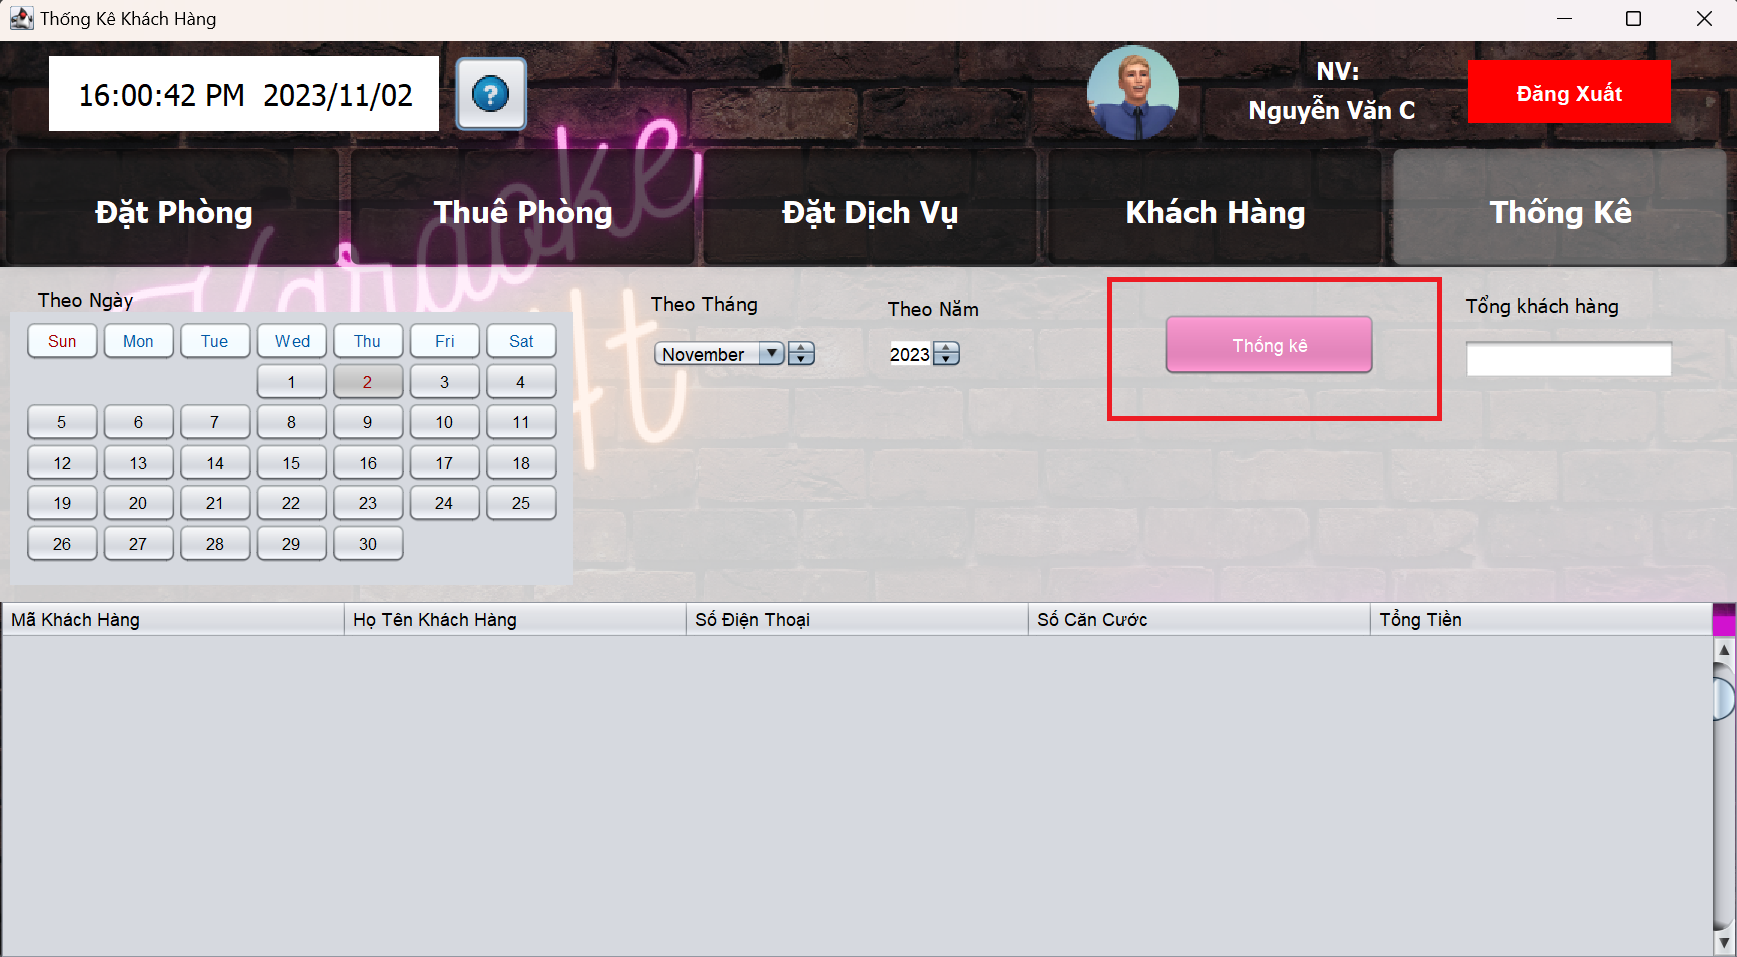 Thống Kê Khách Hàng
16:00:42 PM 2023/11/02
?
NV:
Nguyễn Văn C
Đăng Xuất
Karaoke
Đặt Phòng
Thuê Phòng
Đặt Dịch Vụ
Khách Hàng
Thống Kê
Theo Ngày
Theo Tháng
Theo Năm
Tổng khách hàng
Sun Mon Tue Wed Thu Fri Sat
November
2023
Thống kê
1 2 3 4
5 6 7 8 9 10 11
12 13 14 15 16 17 18
19 20 21 22 23 24 25
26 27 28 29 30
Mã Khách Hàng
Họ Tên Khách Hàng
Số Điện Thoại
Số Căn Cước
Tổng Tiền